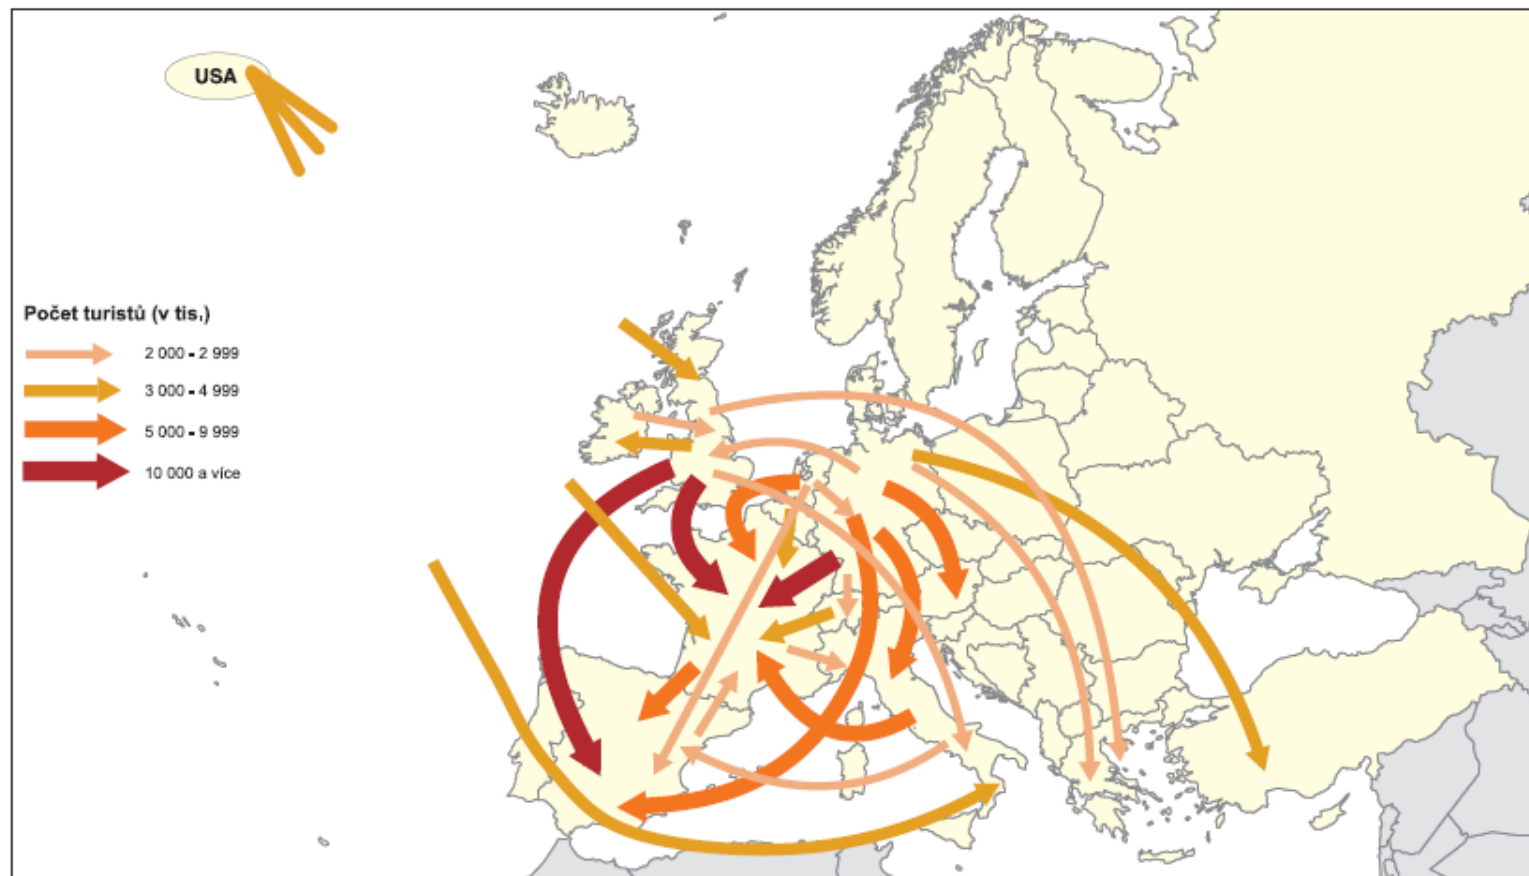 USA
Počet turistů (v tis.)
2 000 - 2 999
3 000 - 4 999
5 000 - 9 999
10 000 a více